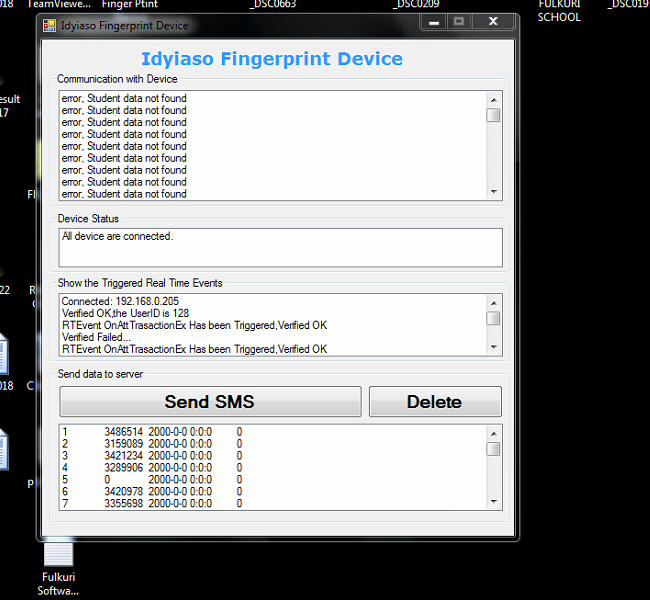 018 TeamViewe... Finger Ptint _DSC0663 _DSC0209 FULKURI SCHOOL _DSC019
Idyiaso Fingerprint Device
Idyiaso Fingerprint Device
Communication with Device
error, Student data not found
error, Student data not found
error, Student data not found
error, Student data not found
error, Student data not found
error, Student data not found
error, Student data not found
error, Student data not found
error, Student data not found
esult
17
Fl
Device Status
All device are connected.
22
R
Show the Triggered Real Time Events
Connected: 192.168.0.205
Verified OK,the UserID is 128
RTEvent OnAttTrasactionEx Has been Triggered,Verified OK
Verified Failed...
RTEvent OnAttTrasactionEx Has been Triggered,Verified OK
018
C
Send data to server
Send SMS Delete
1 3486514 2000-0-0 0:0:0 0
2 3159089 2000-0-0 0:0:0 0
3 3421234 2000-0-0 0:0:0 0
4 3289906 2000-0-0 0:0:0 0
5 0 2000-0-0 0:0:0 0
6 3420978 2000-0-0 0:0:0 0
7 3355698 2000-0-0 0:0:0 0
p
Fulkuri
Softwa...